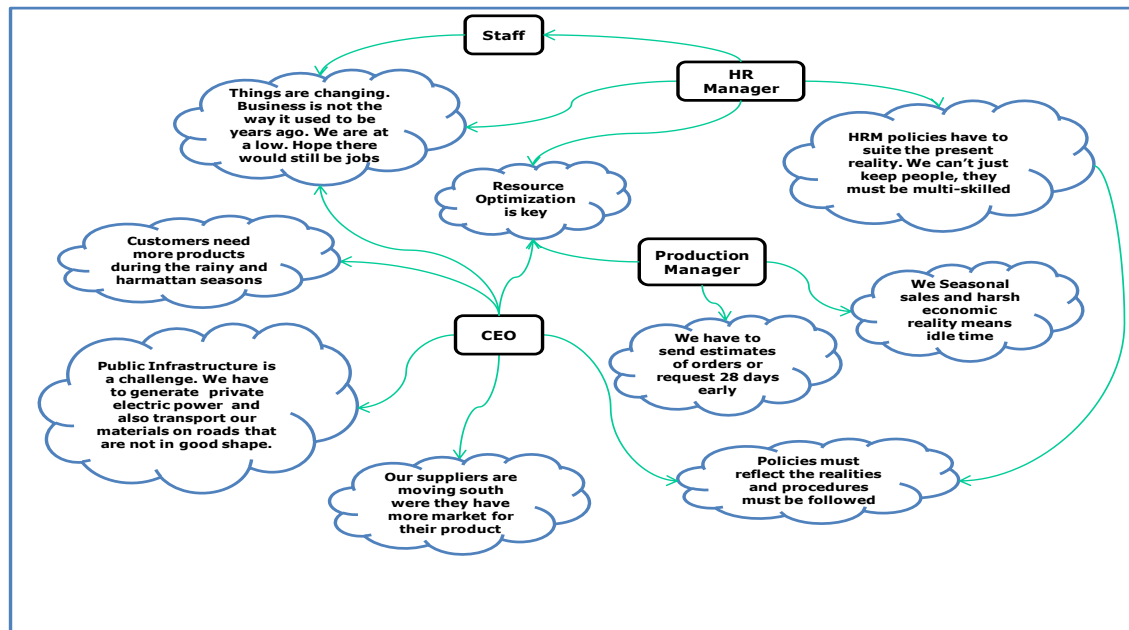 Staff
HR
Manager
Things are changing.
Business is not the
way it used to be
years ago. We are at
a low. Hope there
would still be jobs
HRM policies have to
suite the present
reality. We can’t just
keep people, they
must be multi-skilled
Resource
Optimization
is key
Customers need
more products
during the rainy and
harmattan seasons
Production
Manager
We Seasonal
sales and harsh
economic
reality means
idle time
CEO
We have to
send estimates
of orders or
request 28 days
early
Public Infrastructure is
a challenge. We have
to generate private
electric power and
also transport our
materials on roads that
are not in good shape.
Policies must
reflect the realities
and procedures
must be followed
Our suppliers are
moving south
were they have
more market for
their product